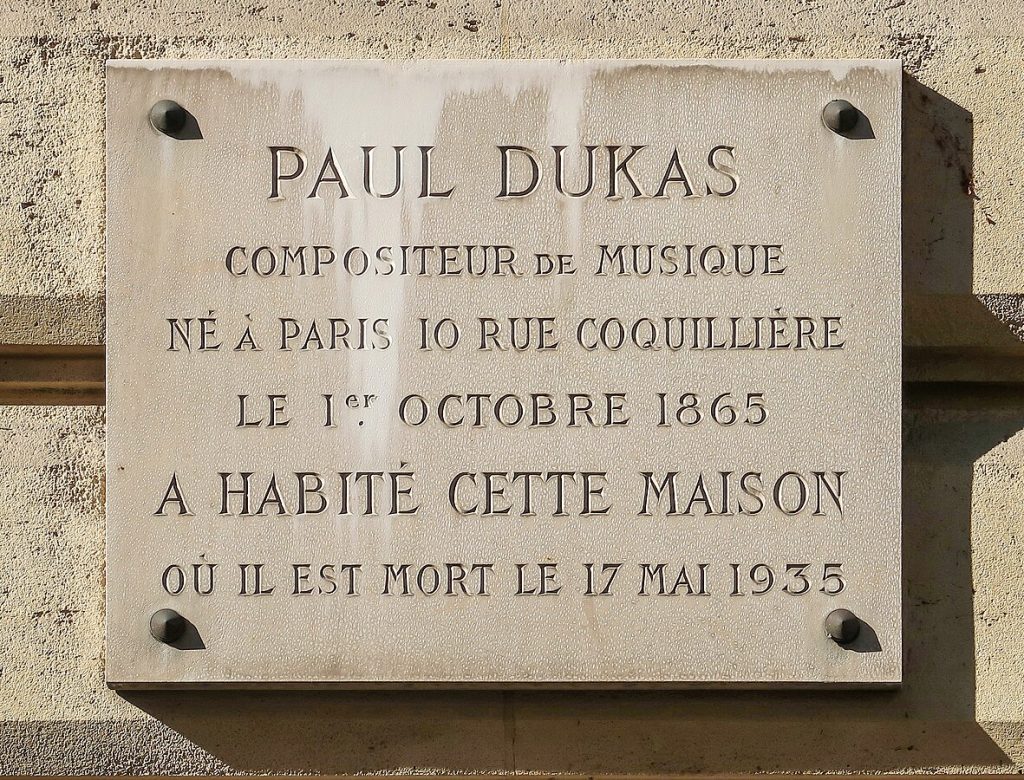 PAUL DUKAS
COMPOSITEUR DE MUSIQUE
NÉ À PARIS 10 RUE COQUILLIÉRE
LE 1er OCTOBRE 1865
A HABITÉ CETTE MAISON
OÙ IL EST MORT LE 17 MAI 1935